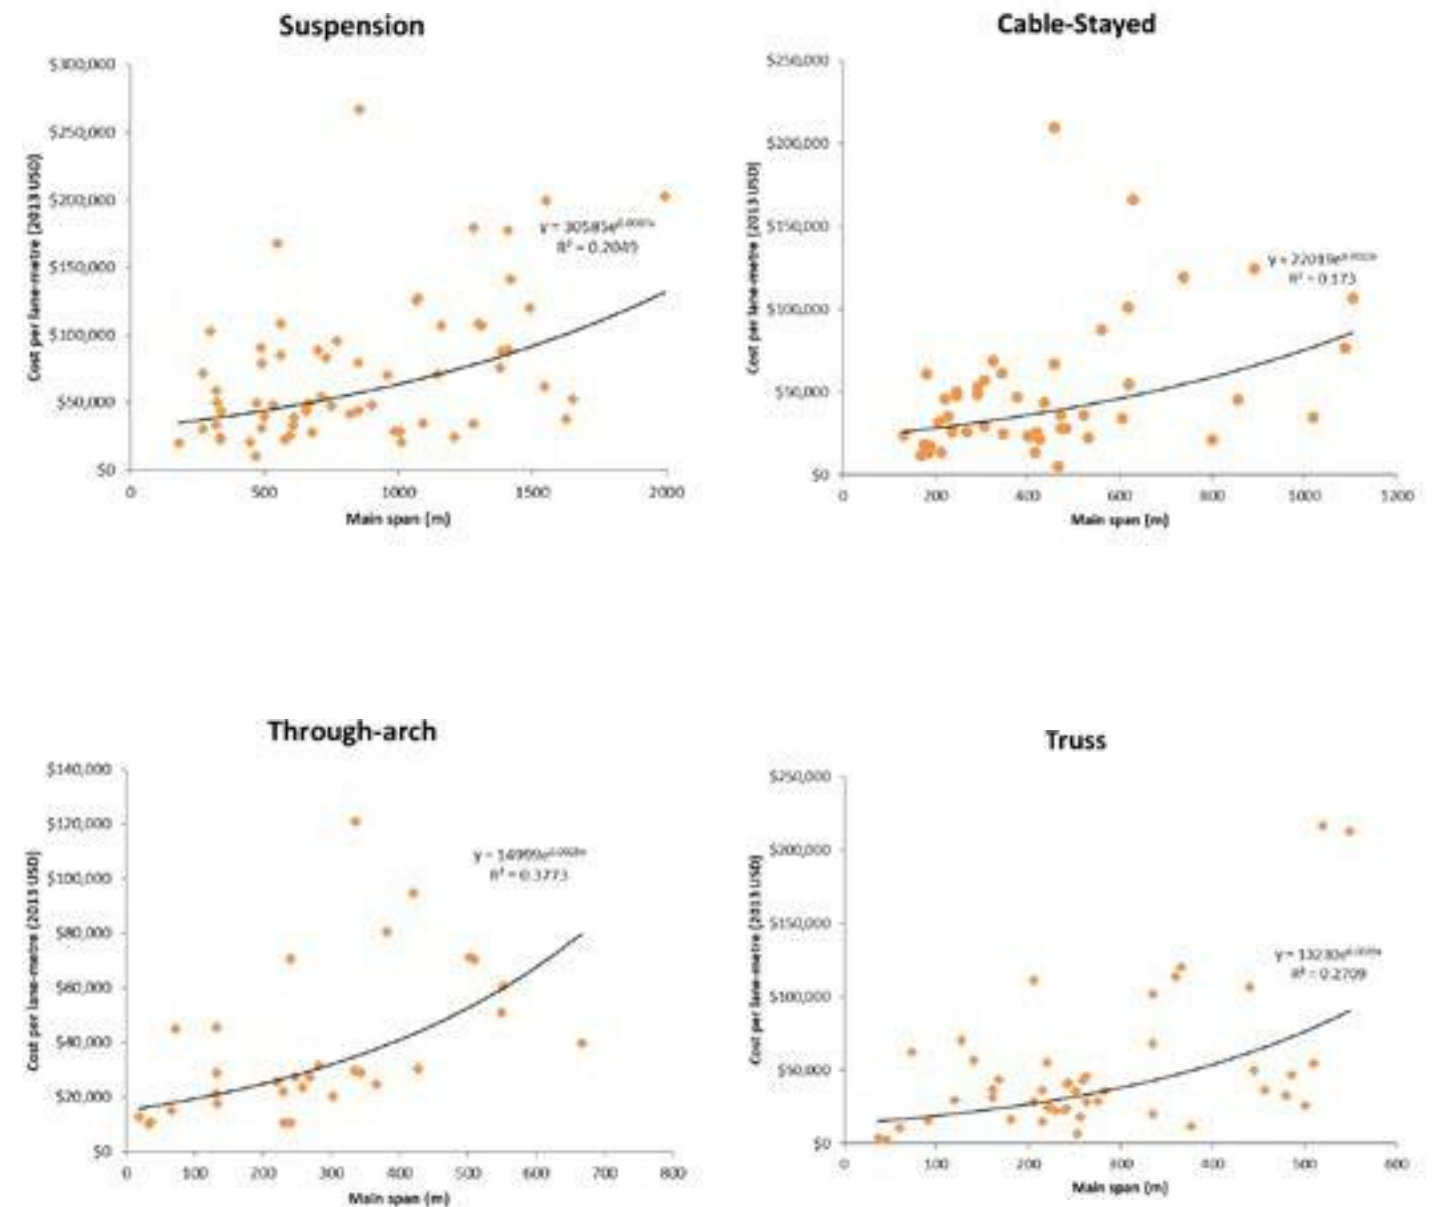 Suspension
$300,000
$250,000
$200,000
$150,000
$100,000
$50,000
$0
0 500 1000 1500 2000
Main span (m)
Cost per lane-metre (2013 USD)
R² = 0.2049
Cable-Stayed
$250,000
$200,000
$150,000
$100,000
$50,000
$0
0 200 400 600 800 1000 1200
Main span (m)
Cost per lane-metre (2013 USD)
R² = 0.173
Through-arch
$140,000
$120,000
$100,000
$80,000
$60,000
$40,000
$20,000
$0
0 100 200 300 400 500 600 700 800
Main span (m)
Cost per lane-metre (2013 USD)
R² = 0.3773
Truss
$250,000
$200,000
$150,000
$100,000
$50,000
$0
0 100 200 300 400 500 600
Main span (m)
Cost per lane-metre (2013 USD)
R² = 0.2709